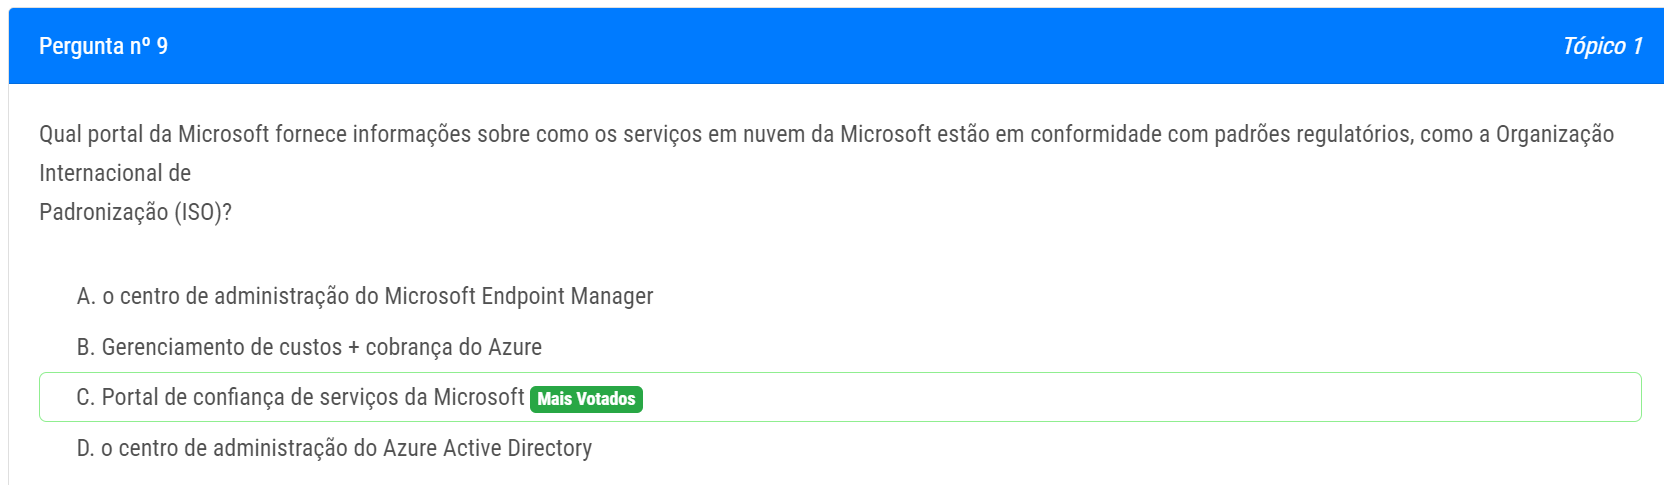 Pergunta nº 9
Tópico 1
Qual portal da Microsoft fornece informações sobre como os serviços em nuvem da Microsoft estão em conformidade com padrões regulatórios, como a Organização
Internacional de
Padronização (ISO)?
A. o centro de administração do Microsoft Endpoint Manager
B. Gerenciamento de custos + cobrança do Azure
C. Portal de confiança de serviços da Microsoft Mais Votados
D. o centro de administração do Azure Active Directory